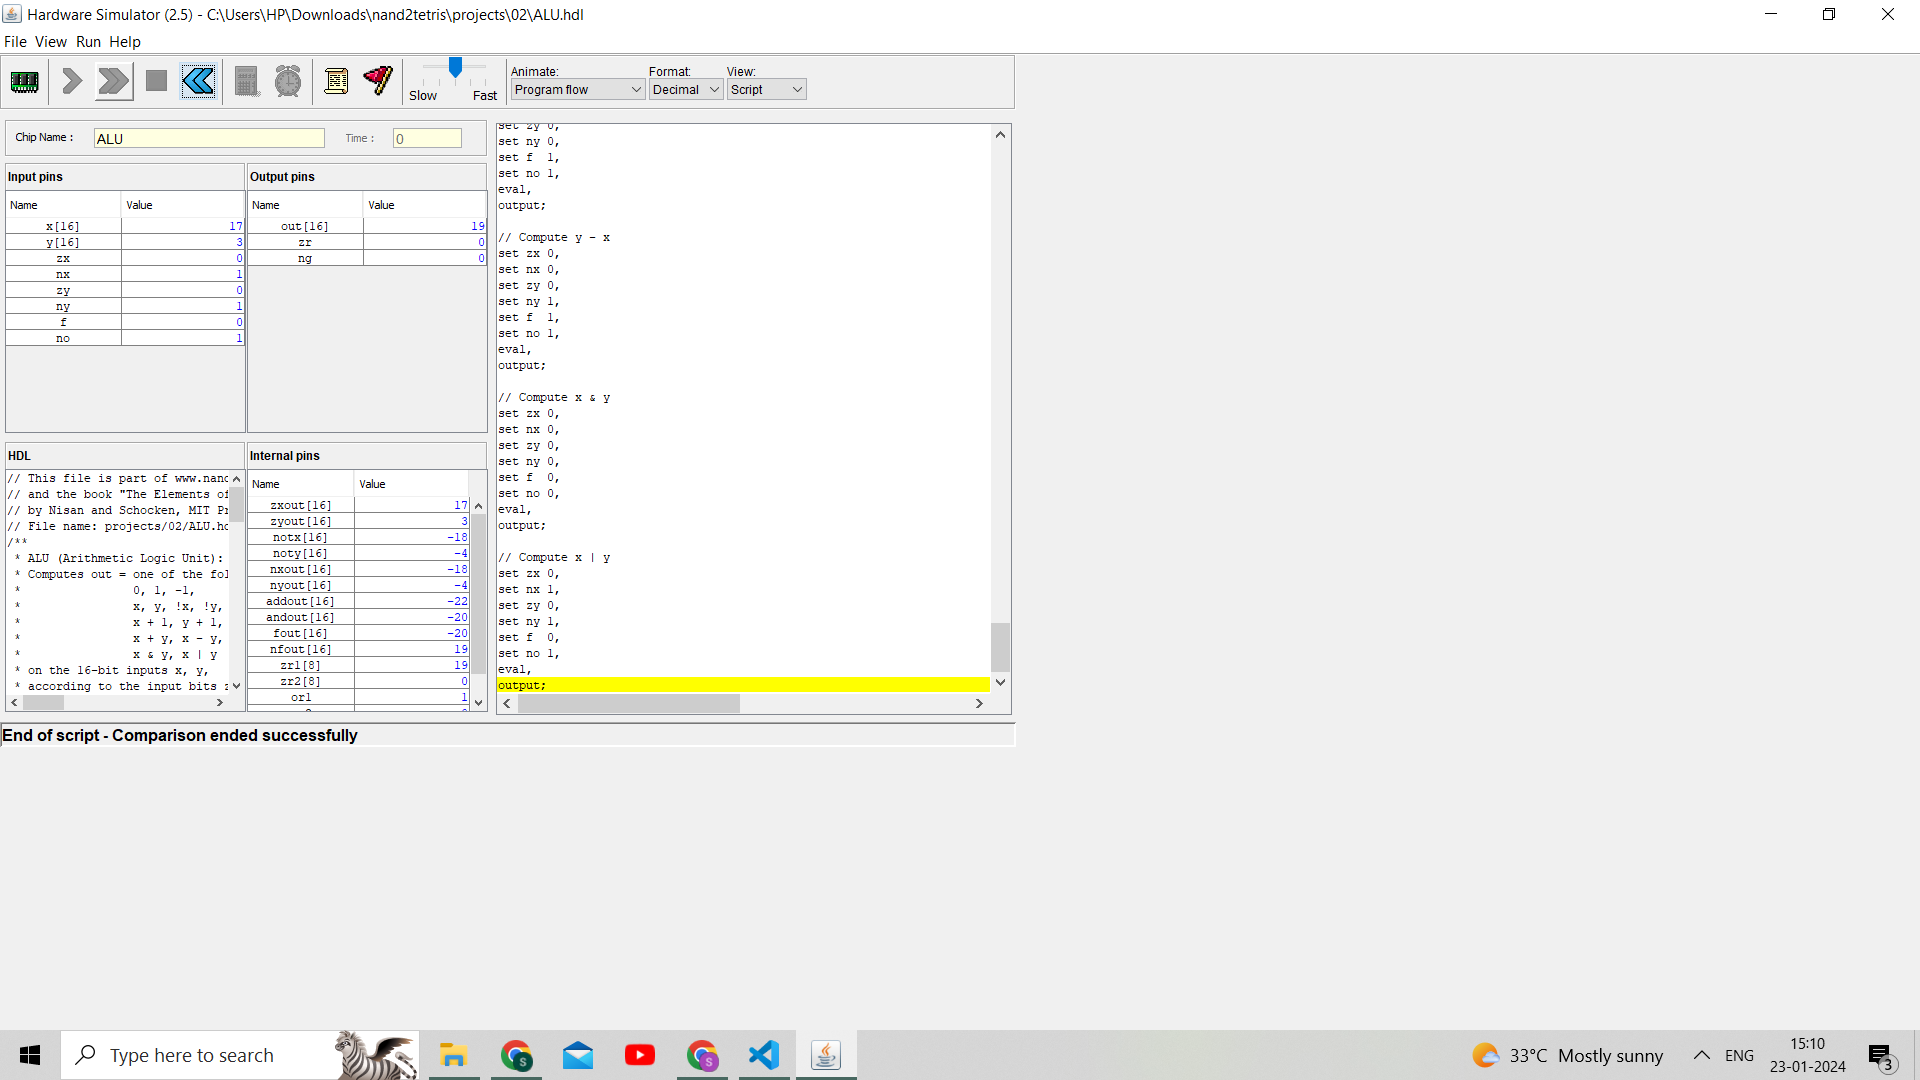 Hardware Simulator (2.5) - C:\Users\HP\Downloads\nand2tetris\projects\02\ALU.hdl
File View Run Help
Slow Fast
Animate: Format: View:
Program flow Decimal Script
Chip Name : ALU Time : 0
Input pins
Name Value
x[16] 17
y[16] 3
zx 0
nx 1
zy 0
ny 1
f 0
no 1
Output pins
Name Value
out[16] 19
zr 0
ng 0
HDL
// This file is part of www.nand
// and the book "The Elements of
// by Nisan and Schocken, MIT Pr
// File name: projects/02/ALU.hd
/**
* ALU (Arithmetic Logic Unit):
* Computes out = one of the fol
* 0, 1, -1,
* x, y, !x, !y,
* x + 1, y + 1,
* x + y, x - y,
* x & y, x | y
* on the 16-bit inputs x, y,
* according to the input bits z
Internal pins
Name Value
zxout[16] 17
zyout[16] 3
notx[16] -18
noty[16] -4
nxout[16] -18
nyout[16] -4
addout[16] -22
andout[16] -20
fout[16] -20
nfout[16] 19
zr1[8] 19
zr2[8] 0
or1 1
set zy 0,
set ny 0,
set f 1,
set no 1,
eval,
output;
// Compute y - x
set zx 0,
set nx 0,
set zy 0,
set ny 1,
set f 1,
set no 1,
eval,
output;
// Compute x & y
set zx 0,
set nx 0,
set zy 0,
set ny 0,
set f 0,
set no 0,
eval,
output;
// Compute x | y
set zx 0,
set nx 1,
set zy 0,
set ny 1,
set f 0,
set no 1,
eval,
output;
End of script - Comparison ended successfully
Type here to search
S
S
33°C Mostly sunny
ENG
15:10
23-01-2024
3